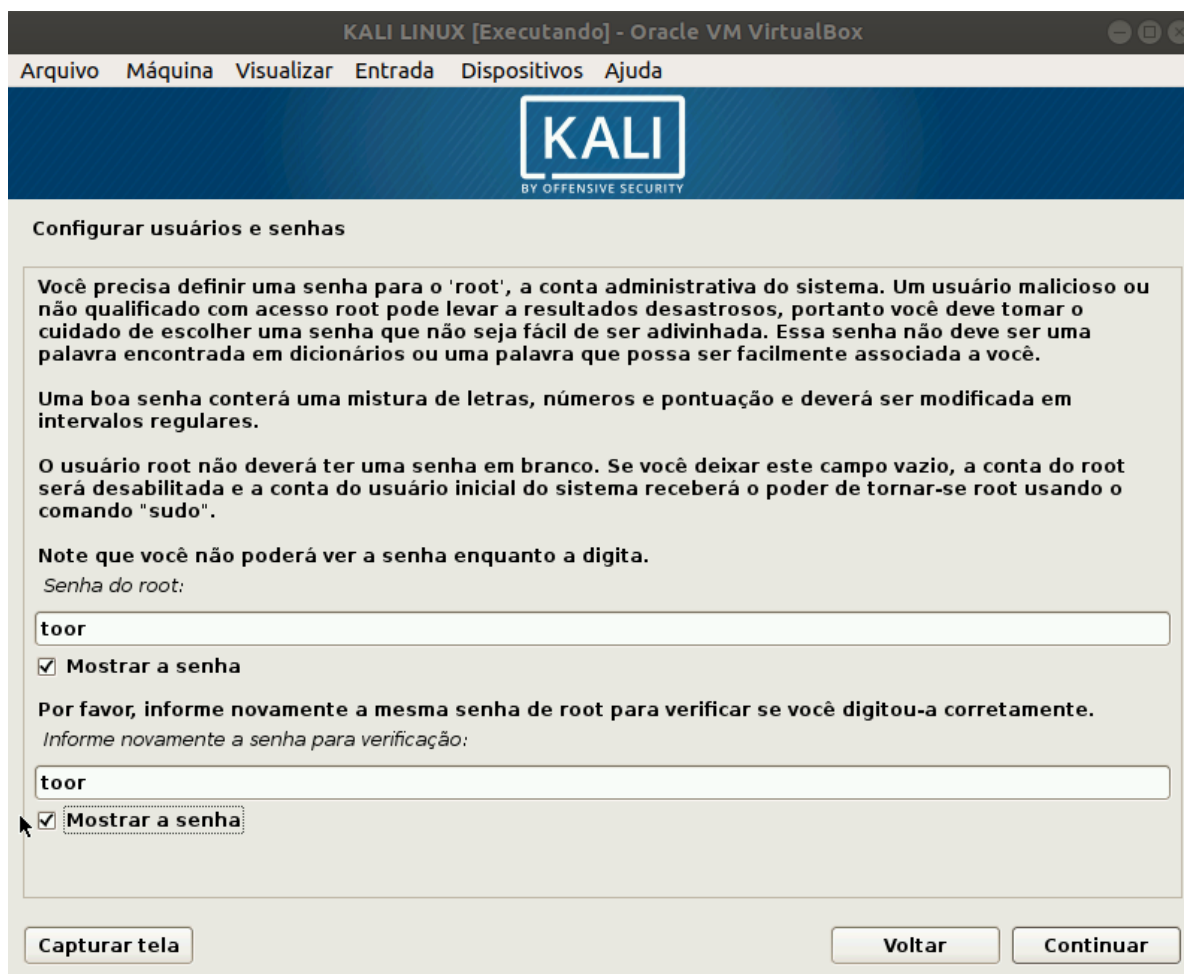 KALI LINUX [Executando] - Oracle VM VirtualBox
Arquivo Máquina Visualizar Entrada Dispositivos Ajuda
KALI
BY OFFENSIVE SECURITY
Configurar usuários e senhas
Você precisa definir uma senha para o 'root', a conta administrativa do sistema. Um usuário malicioso ou
não qualificado com acesso root pode levar a resultados desastrosos, portanto você deve tomar o
cuidado de escolher uma senha que não seja fácil de ser adivinhada. Essa senha não deve ser uma
palavra encontrada em dicionários ou uma palavra que possa ser facilmente associada a você.
Uma boa senha conterá uma mistura de letras, números e pontuação e deverá ser modificada em
intervalos regulares.
O usuário root não deverá ter uma senha em branco. Se você deixar este campo vazio, a conta do root
será desabilitada e a conta do usuário inicial do sistema receberá o poder de tornar-se root usando o
comando "sudo".
Note que você não poderá ver a senha enquanto a digita.
Senha do root:
toor
Mostrar a senha
Por favor, informe novamente a mesma senha de root para verificar se você digitou-a corretamente.
Informe novamente a senha para verificação:
toor
Mostrar a senha
Capturar tela Voltar Continuar